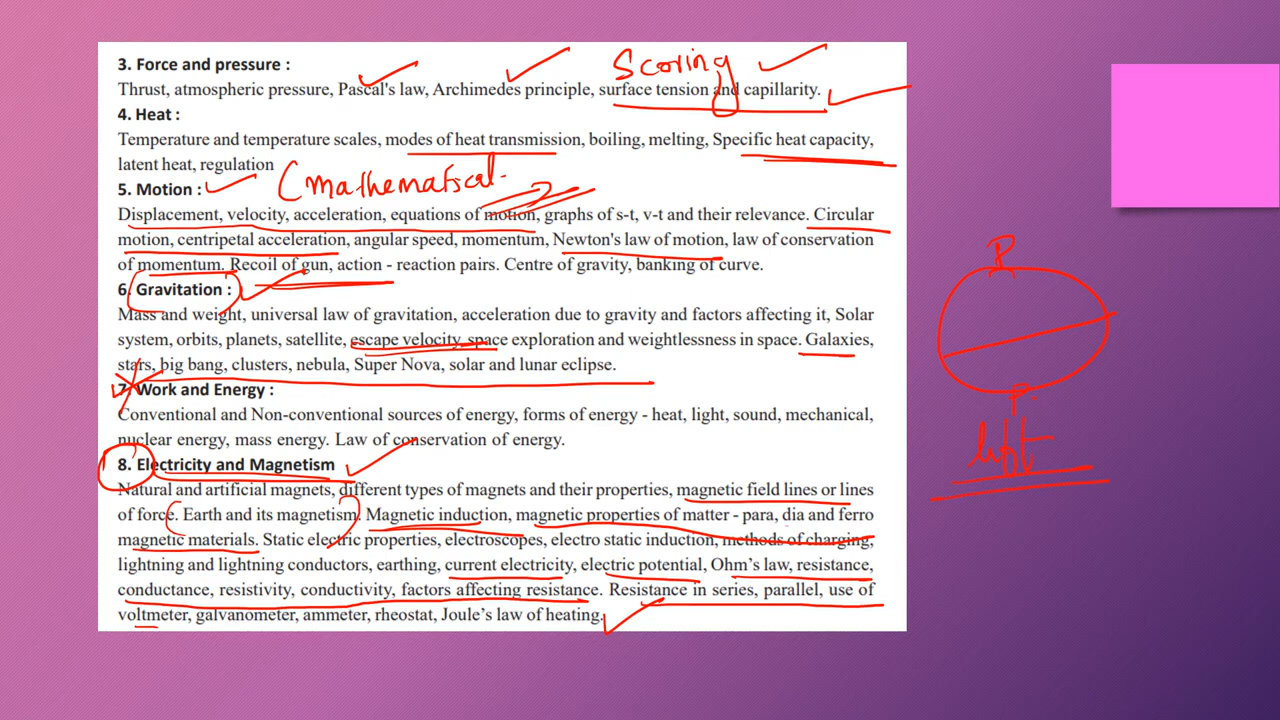 3. Force and pressure :
Scoring
Thrust, atmospheric pressure, Pascal's law, Archimedes principle, surface tension and capillarity.
4. Heat :
Temperature and temperature scales, modes of heat transmission, boiling, melting, Specific heat capacity,
latent heat, regulation
(mathematical
5. Motion :
Displacement, velocity, acceleration, equations of motion, graphs of s-t, v-t and their relevance. Circular
motion, centripetal acceleration, angular speed, momentum, Newton's law of motion, law of conservation
of momentum. Recoil of gun, action - reaction pairs. Centre of gravity, banking of curve.
6. Gravitation :
Mass and weight, universal law of gravitation, acceleration due to gravity and factors affecting it, Solar
system, orbits, planets, satellite, escape velocity, space exploration and weightlessness in space. Galaxies,
stars, big bang, clusters, nebula, Super Nova, solar and lunar eclipse.
7. Work and Energy :
Conventional and Non-conventional sources of energy, forms of energy - heat, light, sound, mechanical,
nuclear energy, mass energy. Law of conservation of energy.
8. Electricity and Magnetism
Natural and artificial magnets, different types of magnets and their properties, magnetic field lines or lines
of force. Earth and its magnetism. Magnetic induction, magnetic properties of matter - para, dia and ferro
magnetic materials. Static electric properties, electroscopes, electro static induction, methods of charging,
lightning and lightning conductors, earthing, current electricity, electric potential, Ohm's law, resistance,
conductance, resistivity, conductivity, factors affecting resistance. Resistance in series, parallel, use of
voltmeter, galvanometer, ammeter, rheostat, Joule's law of heating.
P
P
lift